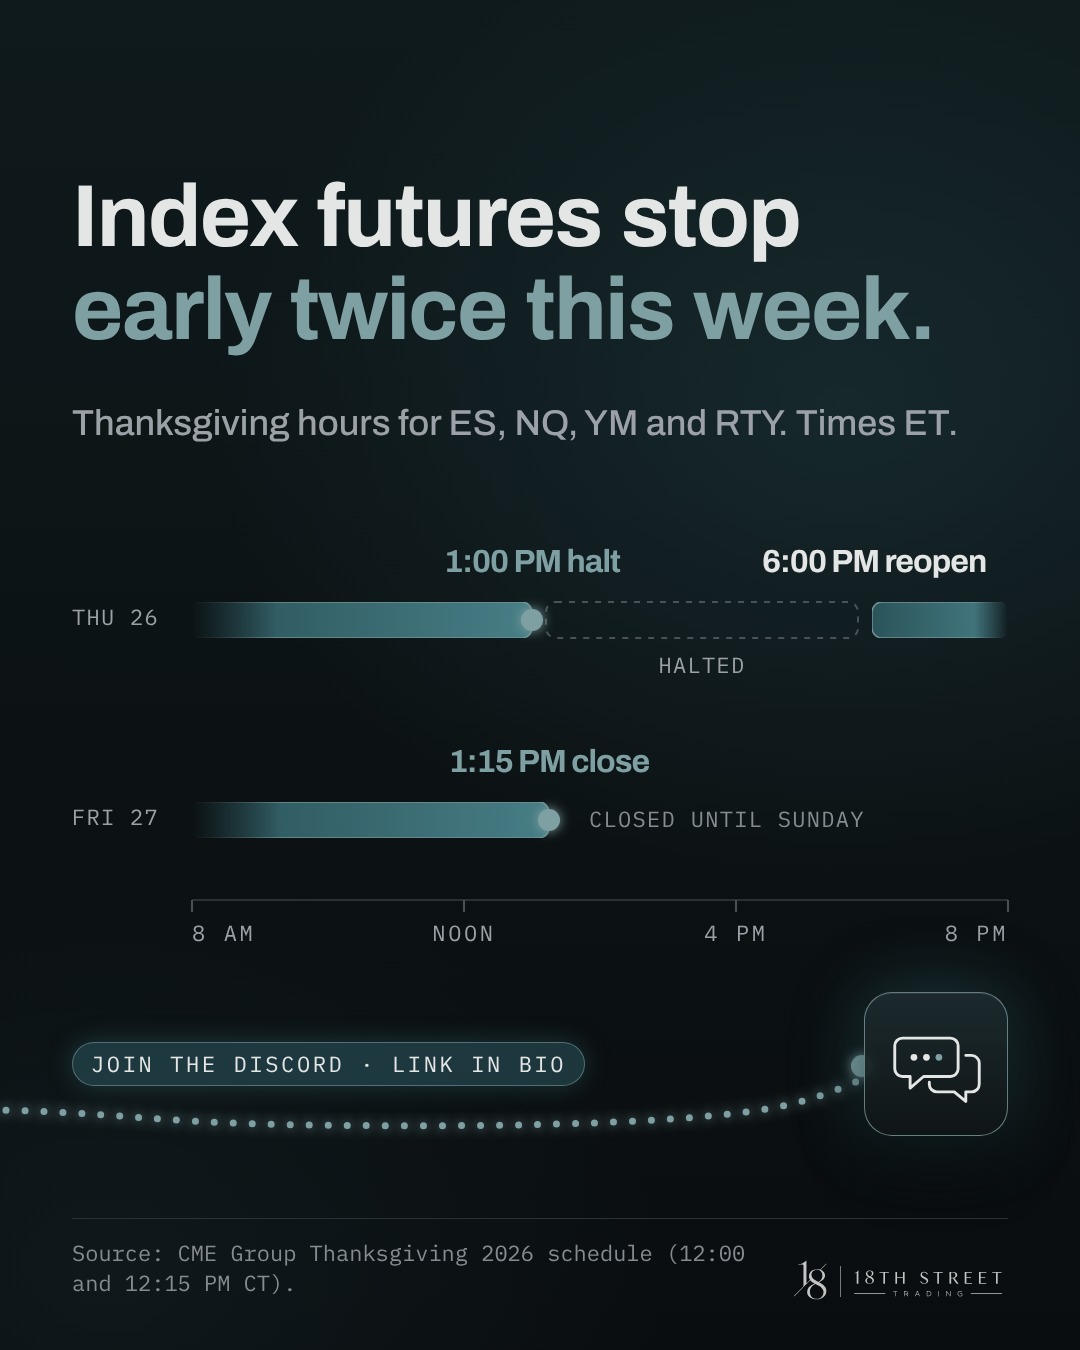 Index futures stop
early twice this week.
Thanksgiving hours for ES, NQ, YM and RTY. Times ET.
1:00 PM halt
6:00 PM reopen
THU 26
HALTED
1:15 PM close
FRI 27
CLOSED UNTIL SUNDAY
8 AM
NOON
4 PM
8 PM
JOIN THE DISCORD · LINK IN BIO
Source: CME Group Thanksgiving 2026 schedule (12:00
and 12:15 PM CT).
18
18TH STREET
TRADING